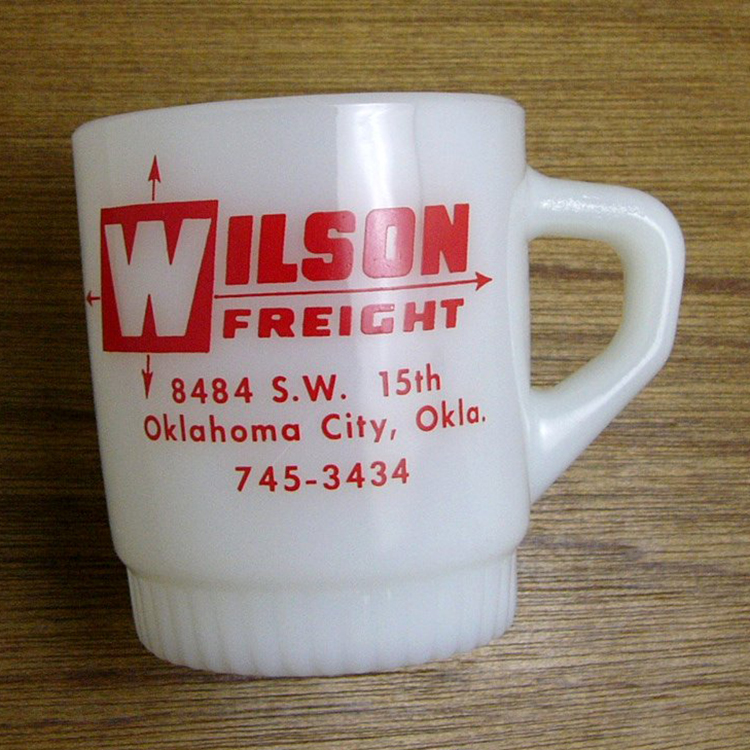 WILSON
FREIGHT
8484 S.W. 15th
Oklahoma City, Okla.
745-3434